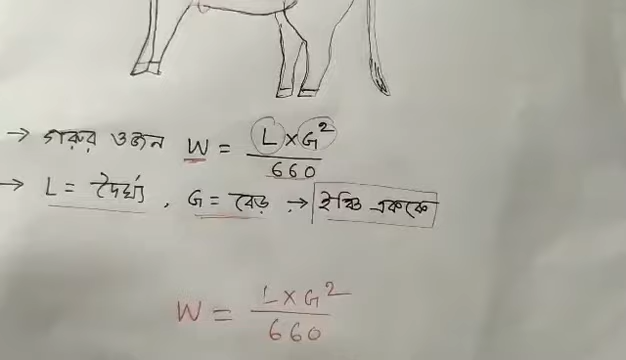 → গরুর ওজন W = L × G² / 660
→ L = দৈর্ঘ্য , G = বেড় → ইঞ্চি এককে
W = L × G² / 660